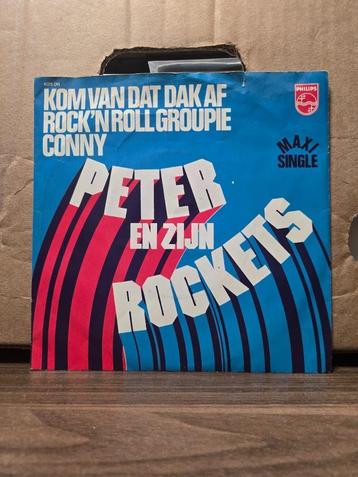 KOM VAN DAT DAK AF
ROCK'N ROLL GROUPIE
CONNY
PHILIPS
MAXI
SINGLE
PETER
EN ZIJN
ROCKETS